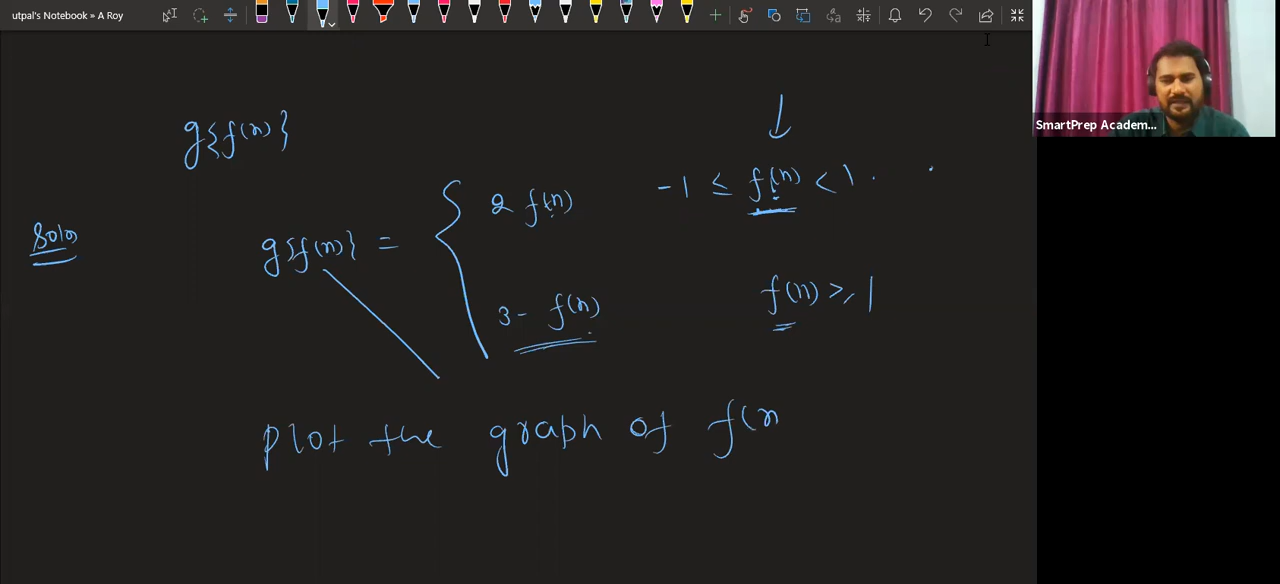 utpal's Notebook » A Roy
SmartPrep Academ...
g{f(x)}
2 f(x) -1 ≤ f(x) < 1.
Soln
g{f(x)} =
3- f(x) f(x) ≥ 1
Plot the graph of f(x